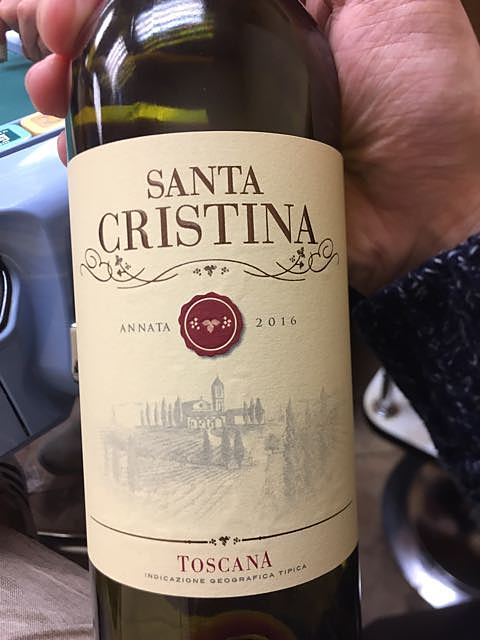 SANTA
CRISTINA
ANNATA 2016
TOSCANA
INDICAZIONE GEOGRAFICA TIPICA